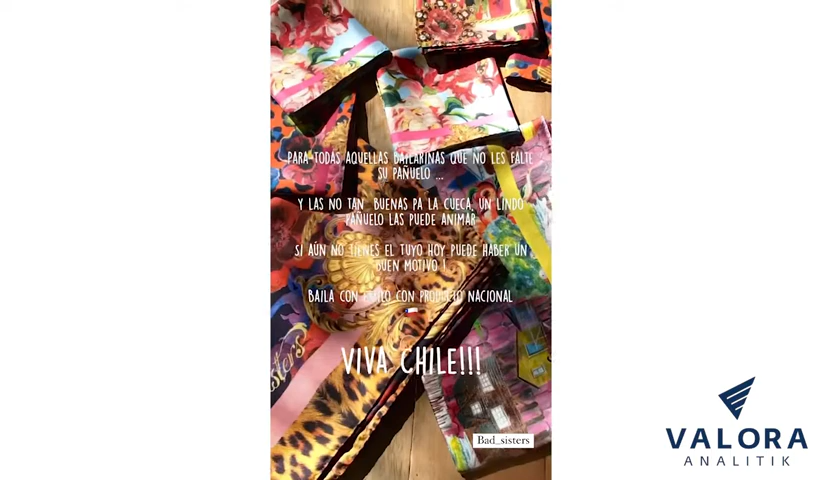 PARA TODAS AQUELLAS BAILARINAS QUE NO LES FALTE
SU PAÑUELO ...
Y LAS NO TAN BUENAS PA LA CUECA, UN LINDO
PAÑUELO LAS PUEDE ANIMAR
SI AÚN NO TIENES EL TUYO HOY PUEDE HABER UN
BUEN MOTIVO !
BAILA CON ESTILO CON PRODUCTO NACIONAL
VIVA CHILE!!!
sisters
Bad_sisters
VALORA
ANALITIK